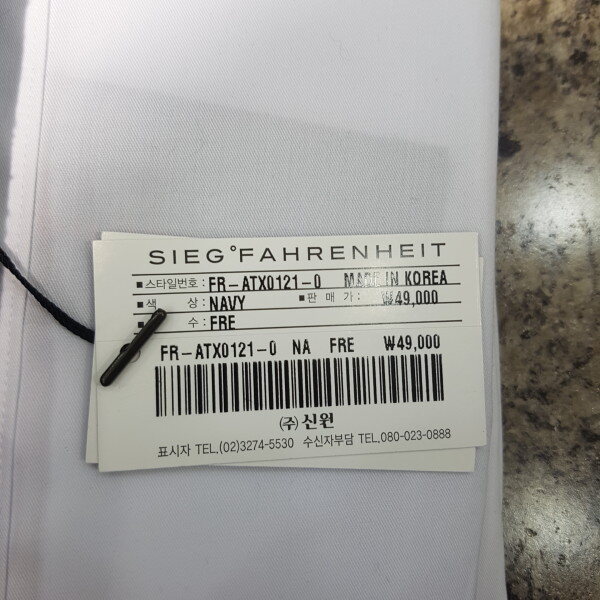 SIEG°FAHRENHEIT
■스타일번호: FR-ATX0121-0 MADE IN KOREA
■색 상: NAVY ■판 매 가: ₩49,000
수: FRE
FR-ATX0121-0 NA FRE ₩49,000
(주)신원
표시자 TEL.(02)3274-5530 수신자부담 TEL.080-023-0888